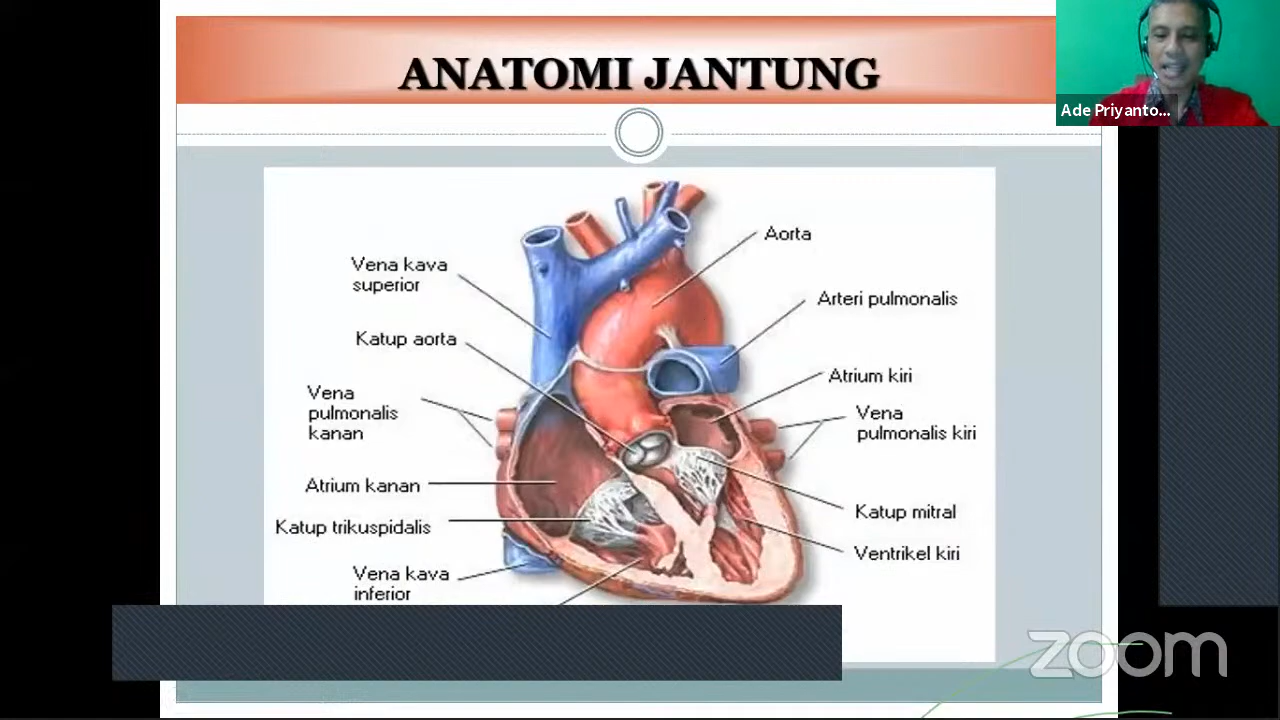 ANATOMI JANTUNG
Ade Priyanto...
Aorta
Vena kava
superior
Arteri pulmonalis
Katup aorta
Atrium kiri
Vena
pulmonalis
kanan
Vena
pulmonalis kiri
Atrium kanan
Katup mitral
Katup trikuspidalis
Ventrikel kiri
Vena kava
inferior
zoom